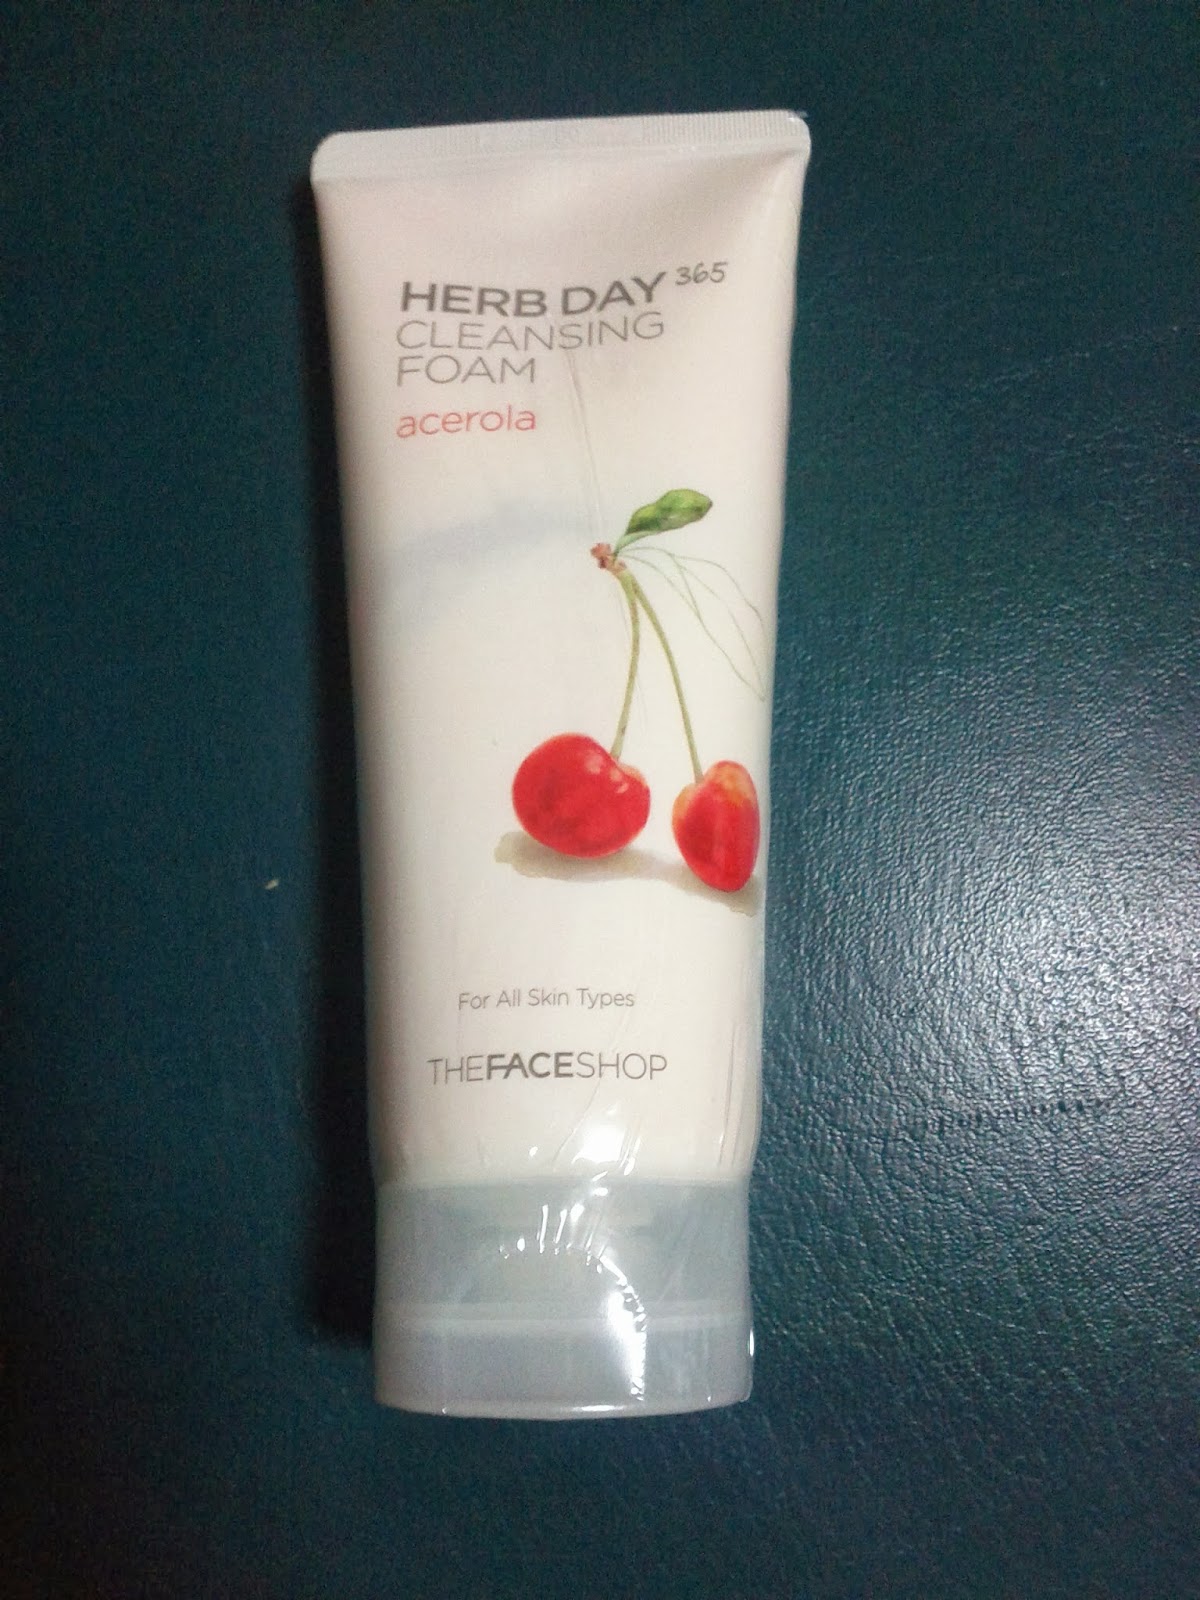 HERB DAY 365
CLEANSING
FOAM
acerola
For All Skin Types
THEFACESHOP